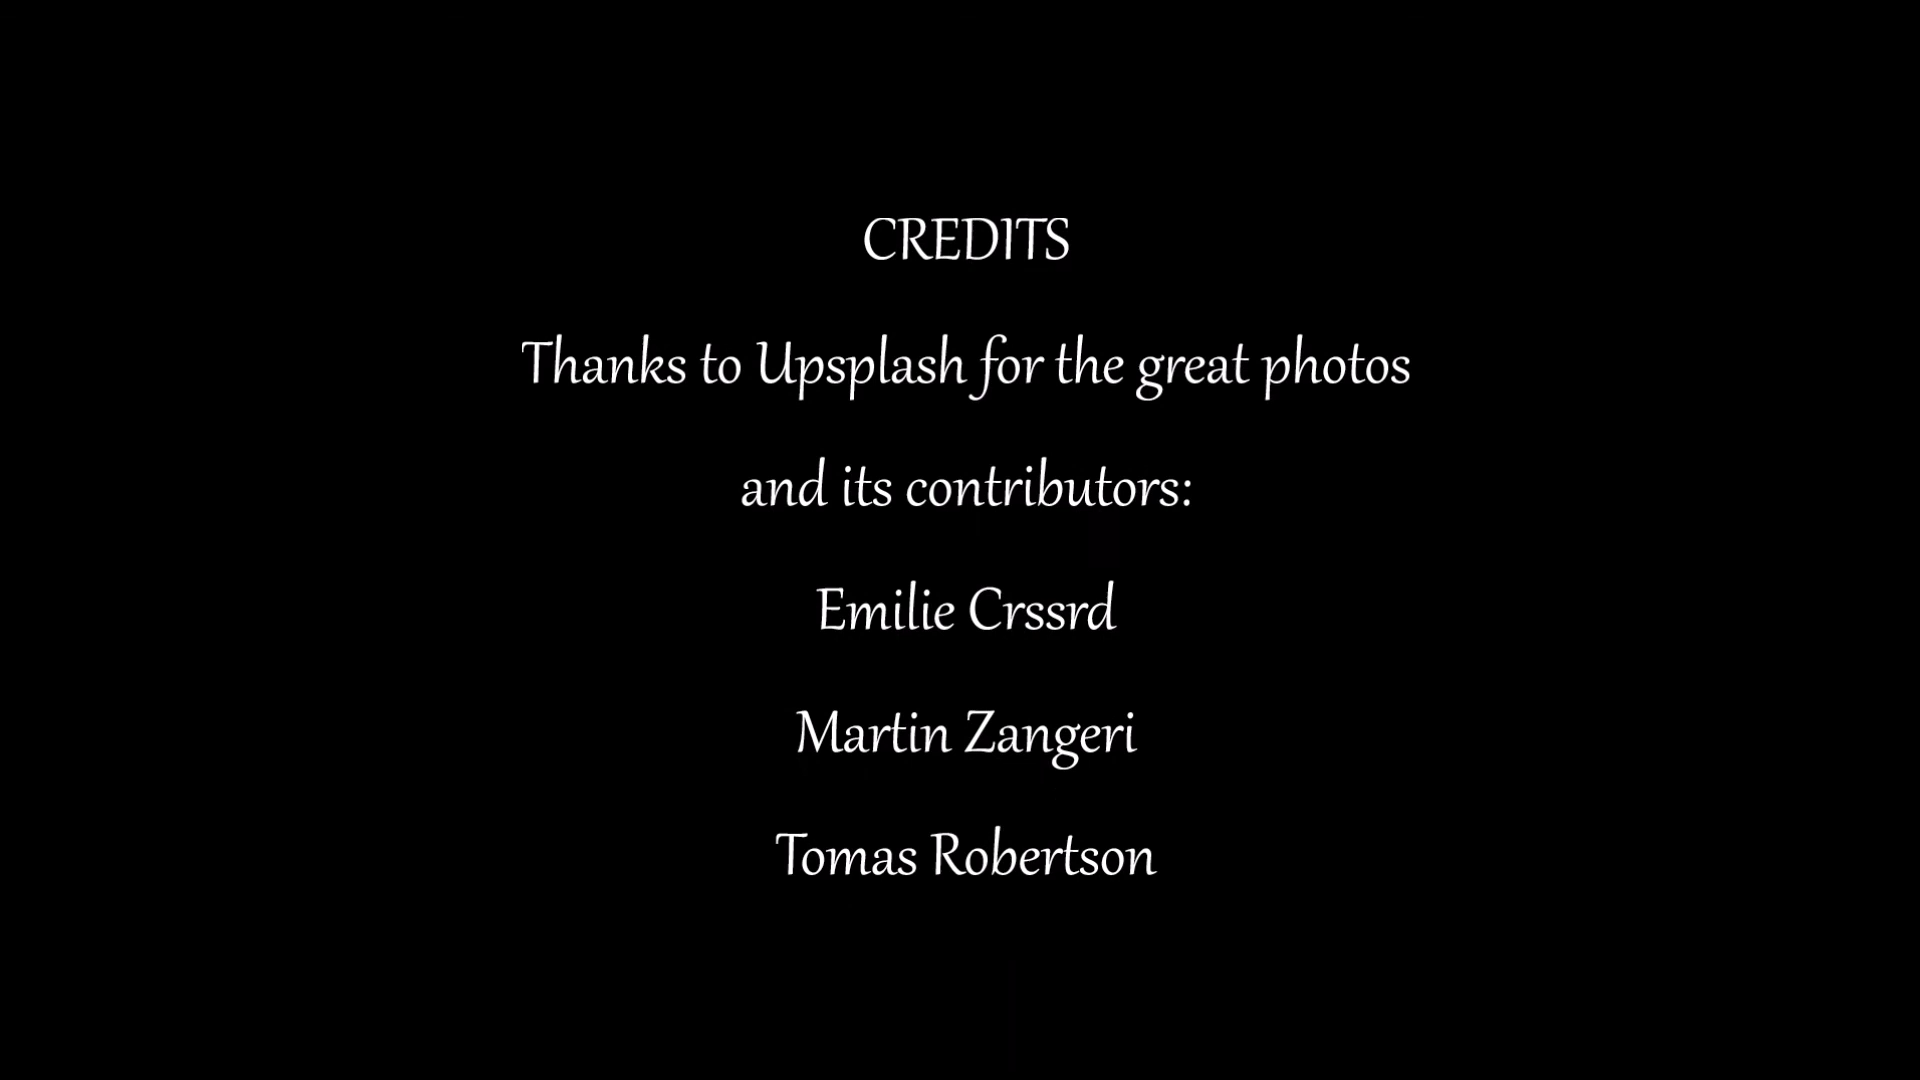 CREDITS
Thanks to Upsplash for the great photos
and its contributors:
Emilie Crssrd
Martin Zangeri
Tomas Robertson